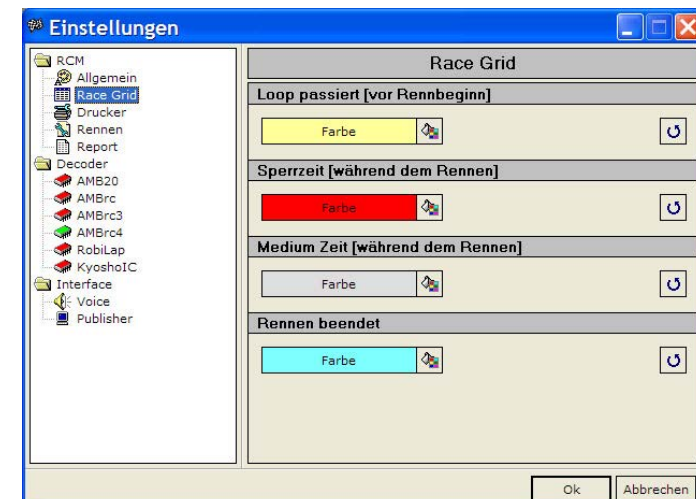 Einstellungen
RCM
Allgemein
Race Grid
Drucker
Rennen
Report
Decoder
AMB20
AMBrc
AMBrc3
AMBrc4
RobiLap
KyoshoIC
Interface
Voice
Publisher
Race Grid
Loop passiert [vor Rennbeginn]
Farbe
Sperrzeit [während dem Rennen]
Farbe
Medium Zeit [während dem Rennen]
Farbe
Rennen beendet
Farbe
Ok Abbrechen